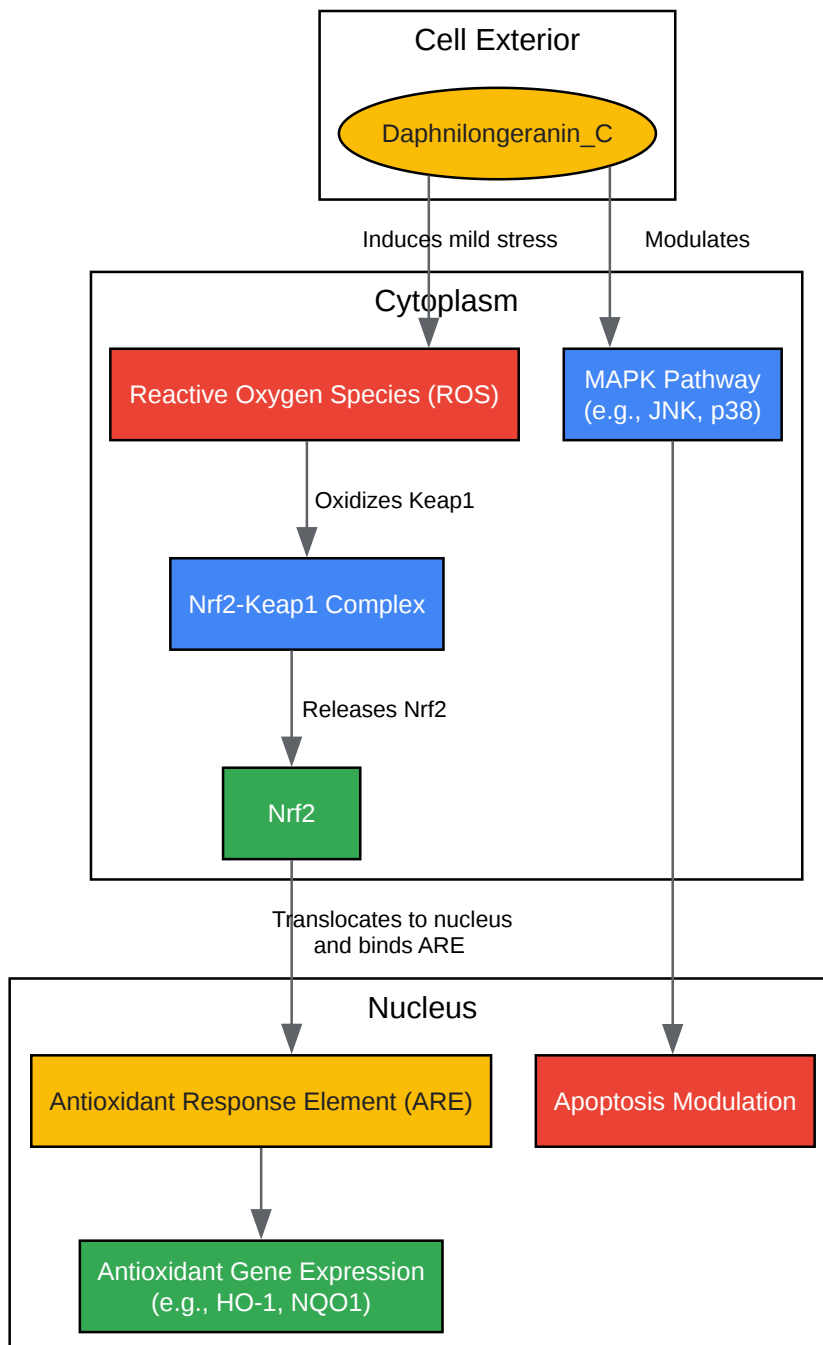 Cell Exterior
Daphnilongeranin_C
Induces mild stress
Modulates
Cytoplasm
Reactive Oxygen Species (ROS)
MAPK Pathway
(e.g., JNK, p38)
Oxidizes Keap1
Nrf2-Keap1 Complex
Releases Nrf2
Nrf2
Translocates to nucleus
and binds ARE
Nucleus
Antioxidant Response Element (ARE)
Apoptosis Modulation
Antioxidant Gene Expression
(e.g., HO-1, NQO1)